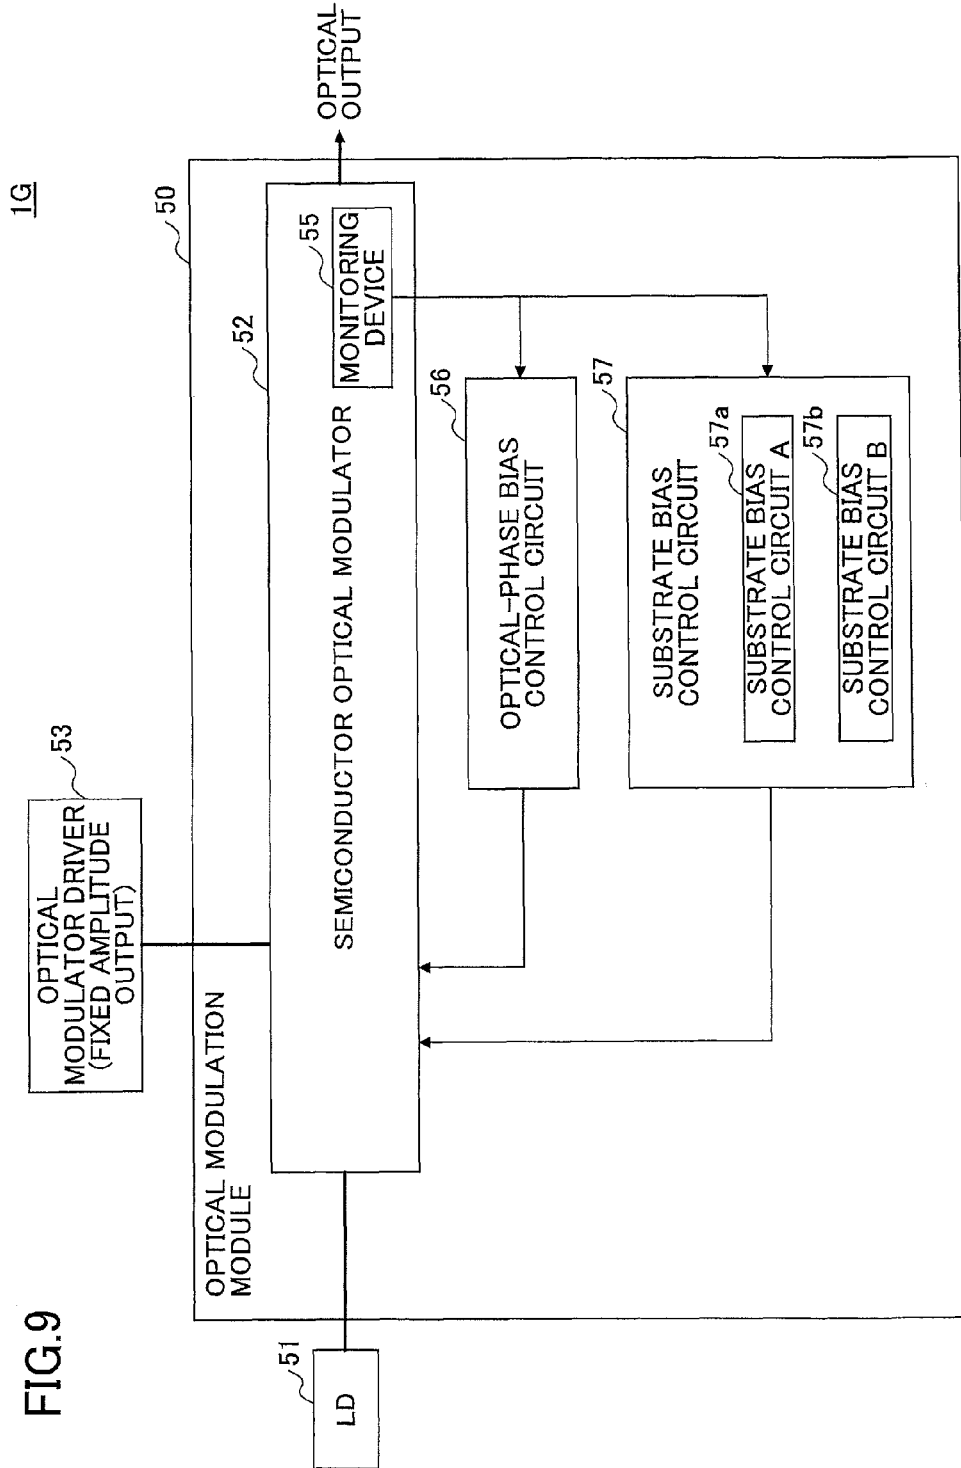 FIG.9
1G
OPTICAL
MODULATOR DRIVER
(FIXED AMPLITUDE
OUTPUT)
53
50
OPTICAL MODULATION
MODULE
52
SEMICONDUCTOR OPTICAL MODULATOR
55
MONITORING
DEVICE
OPTICAL
OUTPUT
51
LD
56
OPTICAL-PHASE BIAS
CONTROL CIRCUIT
57
SUBSTRATE BIAS
CONTROL CIRCUIT
57a
SUBSTRATE BIAS
CONTROL CIRCUIT A
57b
SUBSTRATE BIAS
CONTROL CIRCUIT B